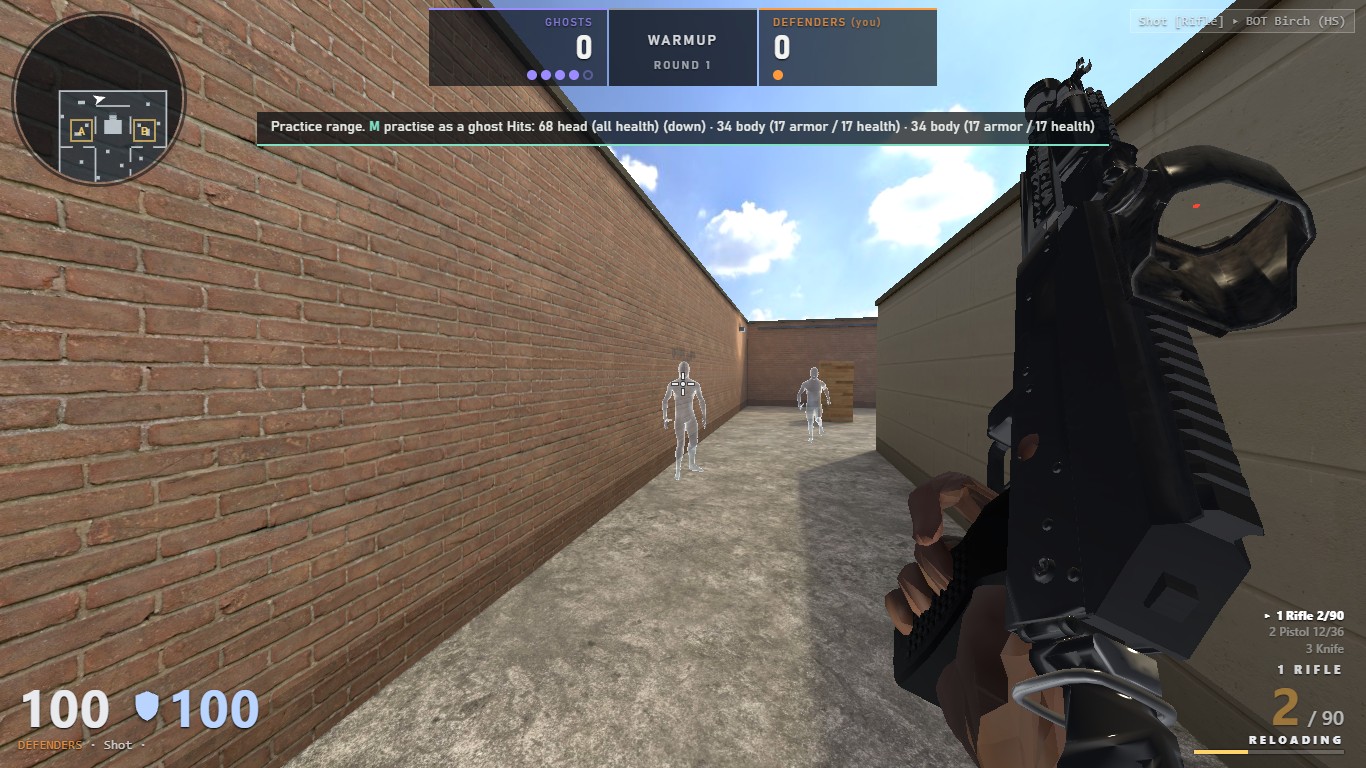 GHOSTS
0
WARMUP
ROUND 1
DEFENDERS (you)
0
Shot [Rifle] ▸ BOT Birch (HS)
A
B
Practice range. M practise as a ghost Hits: 68 head (all health) (down) · 34 body (17 armor / 17 health) · 34 body (17 armor / 17 health)
▸ 1 Rifle 2/90
2 Pistol 12/36
3 Knife
1 RIFLE
2 / 90
RELOADING
100 100
DEFENDERS · Shot ·